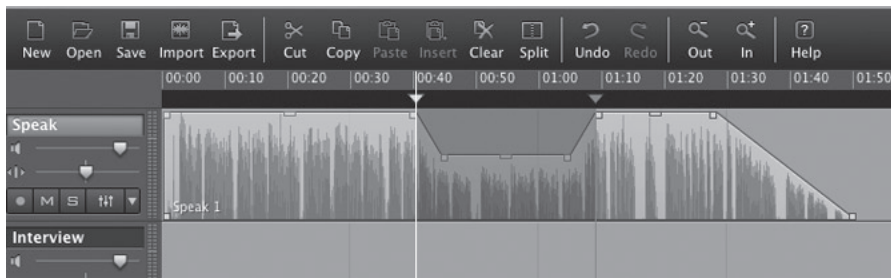 New Open Save Import Export Cut Copy Paste Insert Clear Split Undo Redo Out In Help
00:00 00:10 00:20 00:30 00:40 00:50 01:00 01:10 01:20 01:30 01:40 01:50
Speak
M S
Speak 1
Interview